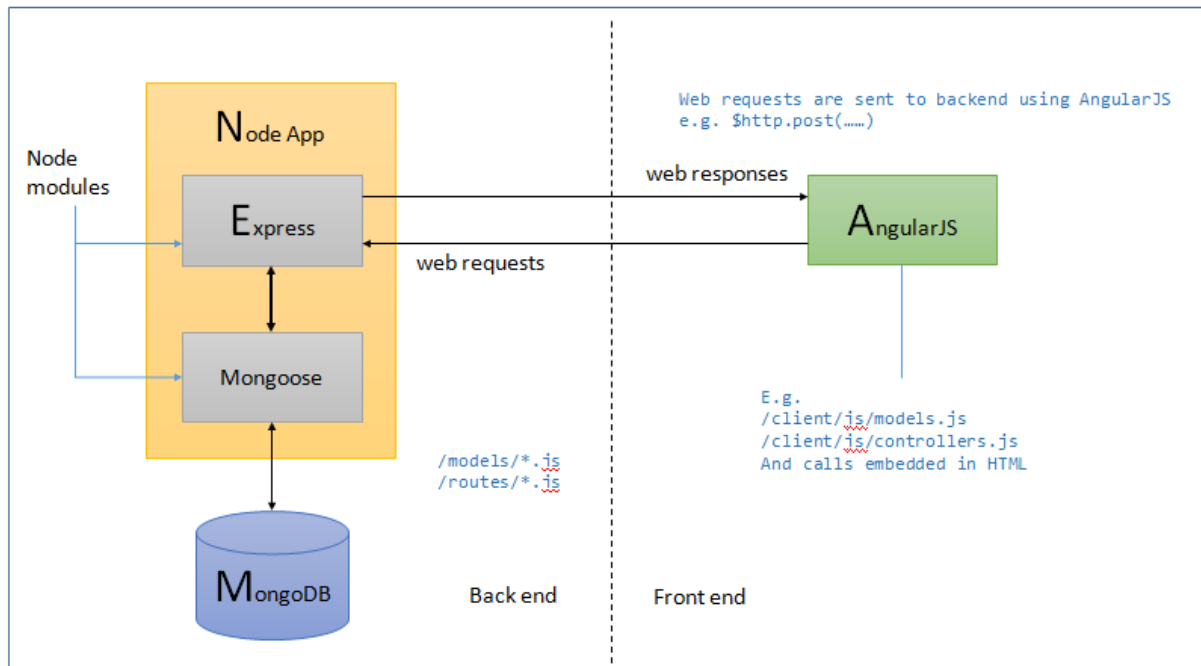 Node App
Node
modules
Express
Mongoose
MongoDB
/models/*.js
/routes/*.js
Back end
web responses
web requests
Front end
Web requests are sent to backend using AngularJS
e.g. $http.post(……)
AngularJS
E.g.
/client/js/models.js
/client/js/controllers.js
And calls embedded in HTML